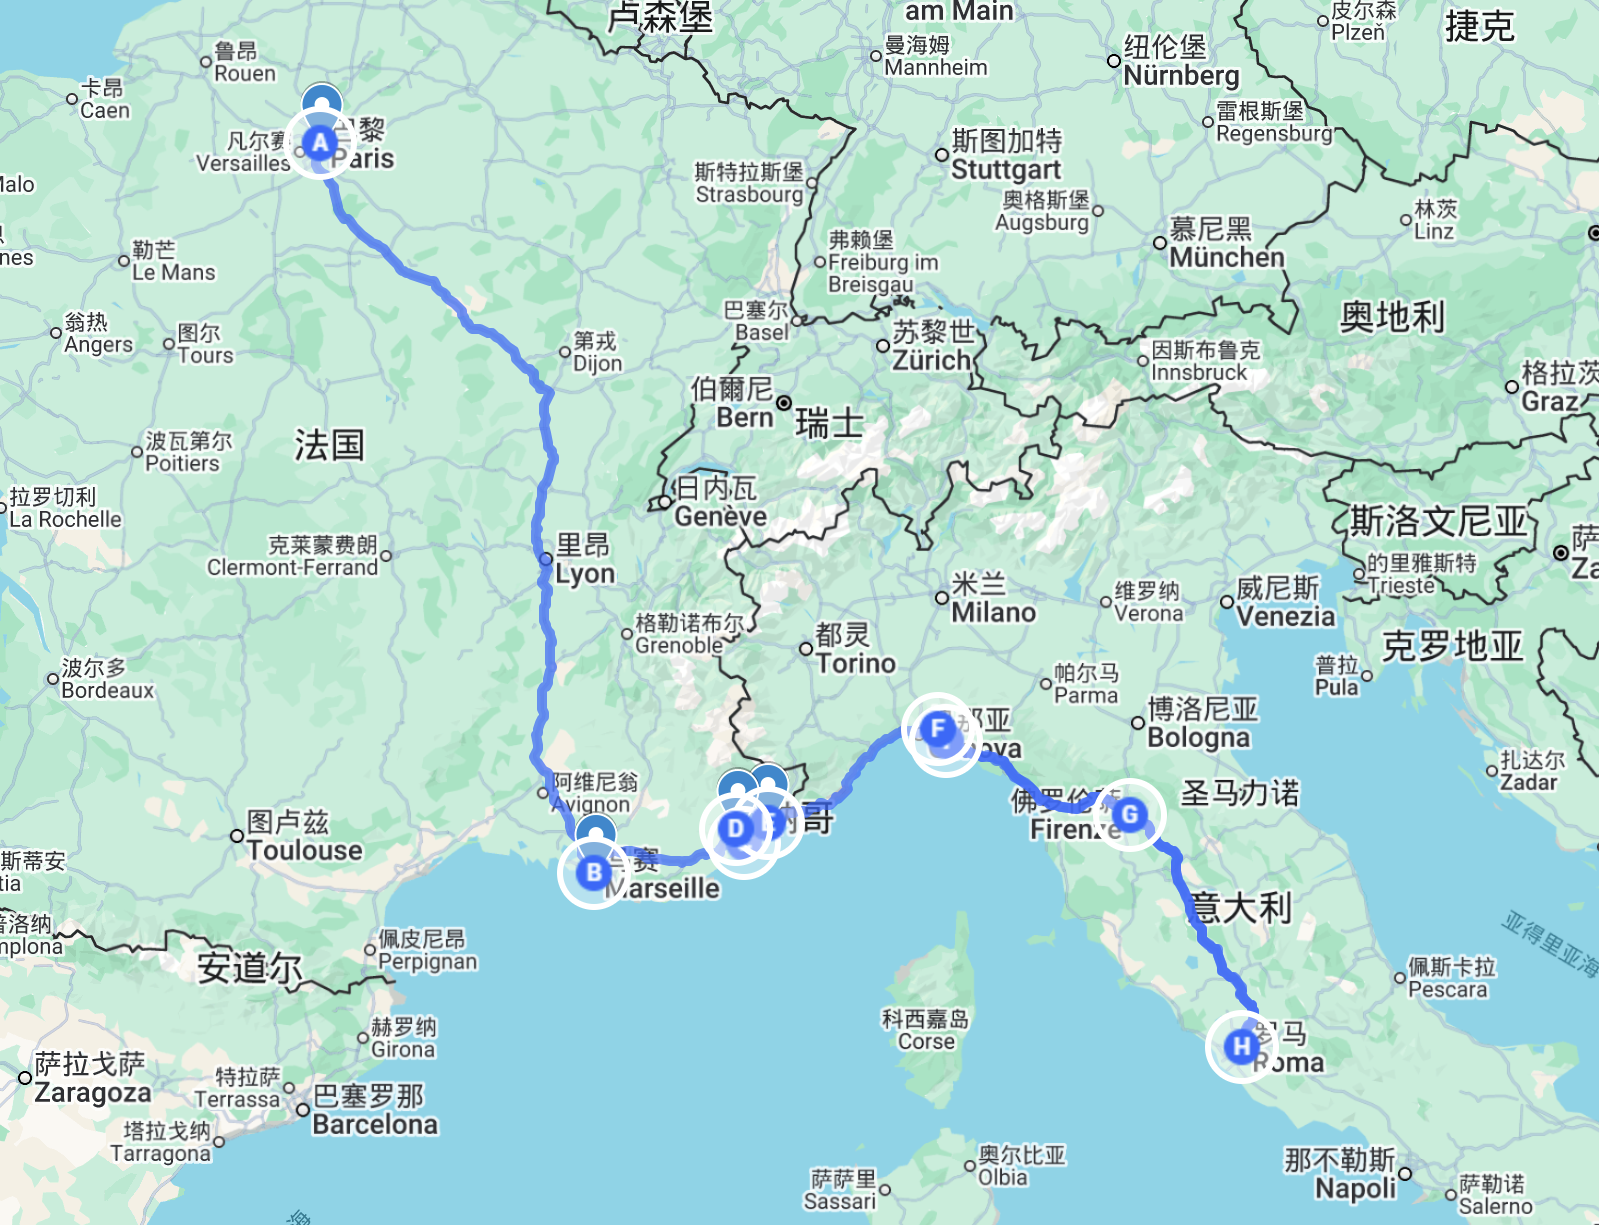 卢森堡
am Main
皮尔森
Plzeň
捷克
鲁昂
Rouen
曼海姆
Mannheim
纽伦堡
Nürnberg
卡昂
Caen
雷根斯堡
Regensburg
A
黎
Paris
凡尔赛
Versailles
斯图加特
Stuttgart
斯特拉斯堡
Strasbourg
奥格斯堡
Augsburg
林茨
Linz
慕尼黑
München
弗赖堡
Freiburg im
Breisgau
勒芒
Le Mans
nes
翁热
Angers
图尔
Tours
巴塞尔
Basel
苏黎世
Zürich
奥地利
第戎
Dijon
因斯布鲁克
Innsbruck
格拉茨
Graz
伯爾尼
Bern
瑞士
法国
波瓦第尔
Poitiers
拉罗切利
La Rochelle
日内瓦
Genève
斯洛文尼亚
克莱蒙费朗
Clermont-Ferrand
里昂
Lyon
的里雅斯特
Trieste
萨
Za
米兰
Milano
维罗纳
Verona
威尼斯
Venezia
格勒诺布尔
Grenoble
都灵
Torino
克罗地亚
波尔多
Bordeaux
帕尔马
Parma
普拉
Pula
F
那亚
ova
博洛尼亚
Bologna
扎达尔
Zadar
阿维尼翁
Avignon
圣马力诺
佛罗伦萨
Firenze
G
D
E
纳哥
图卢兹
Toulouse
B
赛
Marseille
斯蒂安
tia
意大利
普洛纳
mplona
佩皮尼昂
Perpignan
安道尔
亚得里亚海
佩斯卡拉
Pescara
科西嘉岛
Corse
赫罗纳
Girona
H
罗马
Roma
萨拉戈萨
Zaragoza
特拉萨
Terrassa
巴塞罗那
Barcelona
塔拉戈纳
Tarragona
奥尔比亚
Olbia
萨萨里
Sassari
那不勒斯
Napoli
萨勒诺
Salerno
海